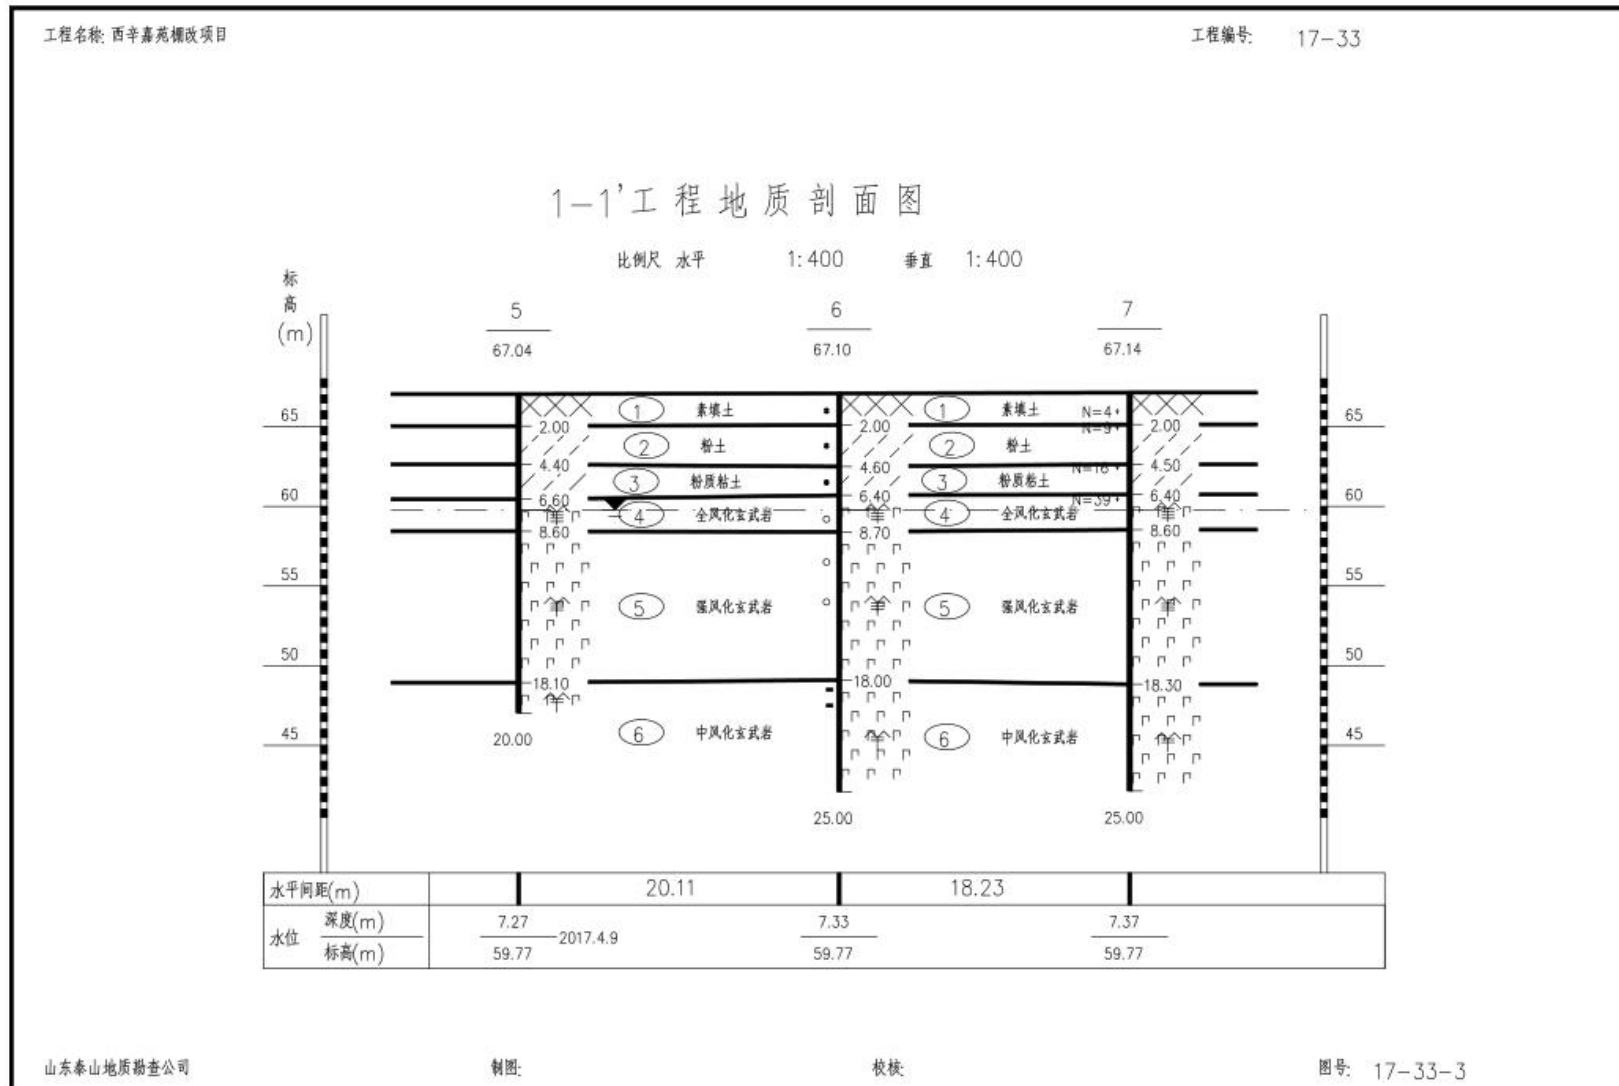 工程名称: 西辛嘉苑棚改项目 工程编号: 17-33
1-1'工程地质剖面图
比例尺 水平 1:400 垂直 1:400
标高(m)
5 6 7
67.04 67.10 67.14
65 1 素填土 1 素填土 N=4 65
2.00 2.00 N=9 2.00
2 粉土 2 粉土
4.40 4.60 N=16 4.50
3 粉质粘土 3 粉质粘土
60 6.60 6.40 N=39 6.40 60
4 全风化玄武岩 4 全风化玄武岩
8.60 8.70 8.60
55 55
5 强风化玄武岩 5 强风化玄武岩
50 50
18.10 18.00 18.30
45 6 中风化玄武岩 6 中风化玄武岩 45
20.00
25.00 25.00
水平间距(m) 20.11 18.23
水位 深度(m) 7.27 7.33 7.37
2017.4.9
标高(m) 59.77 59.77 59.77
山东泰山地质勘查公司 制图: 校核: 图号: 17-33-3